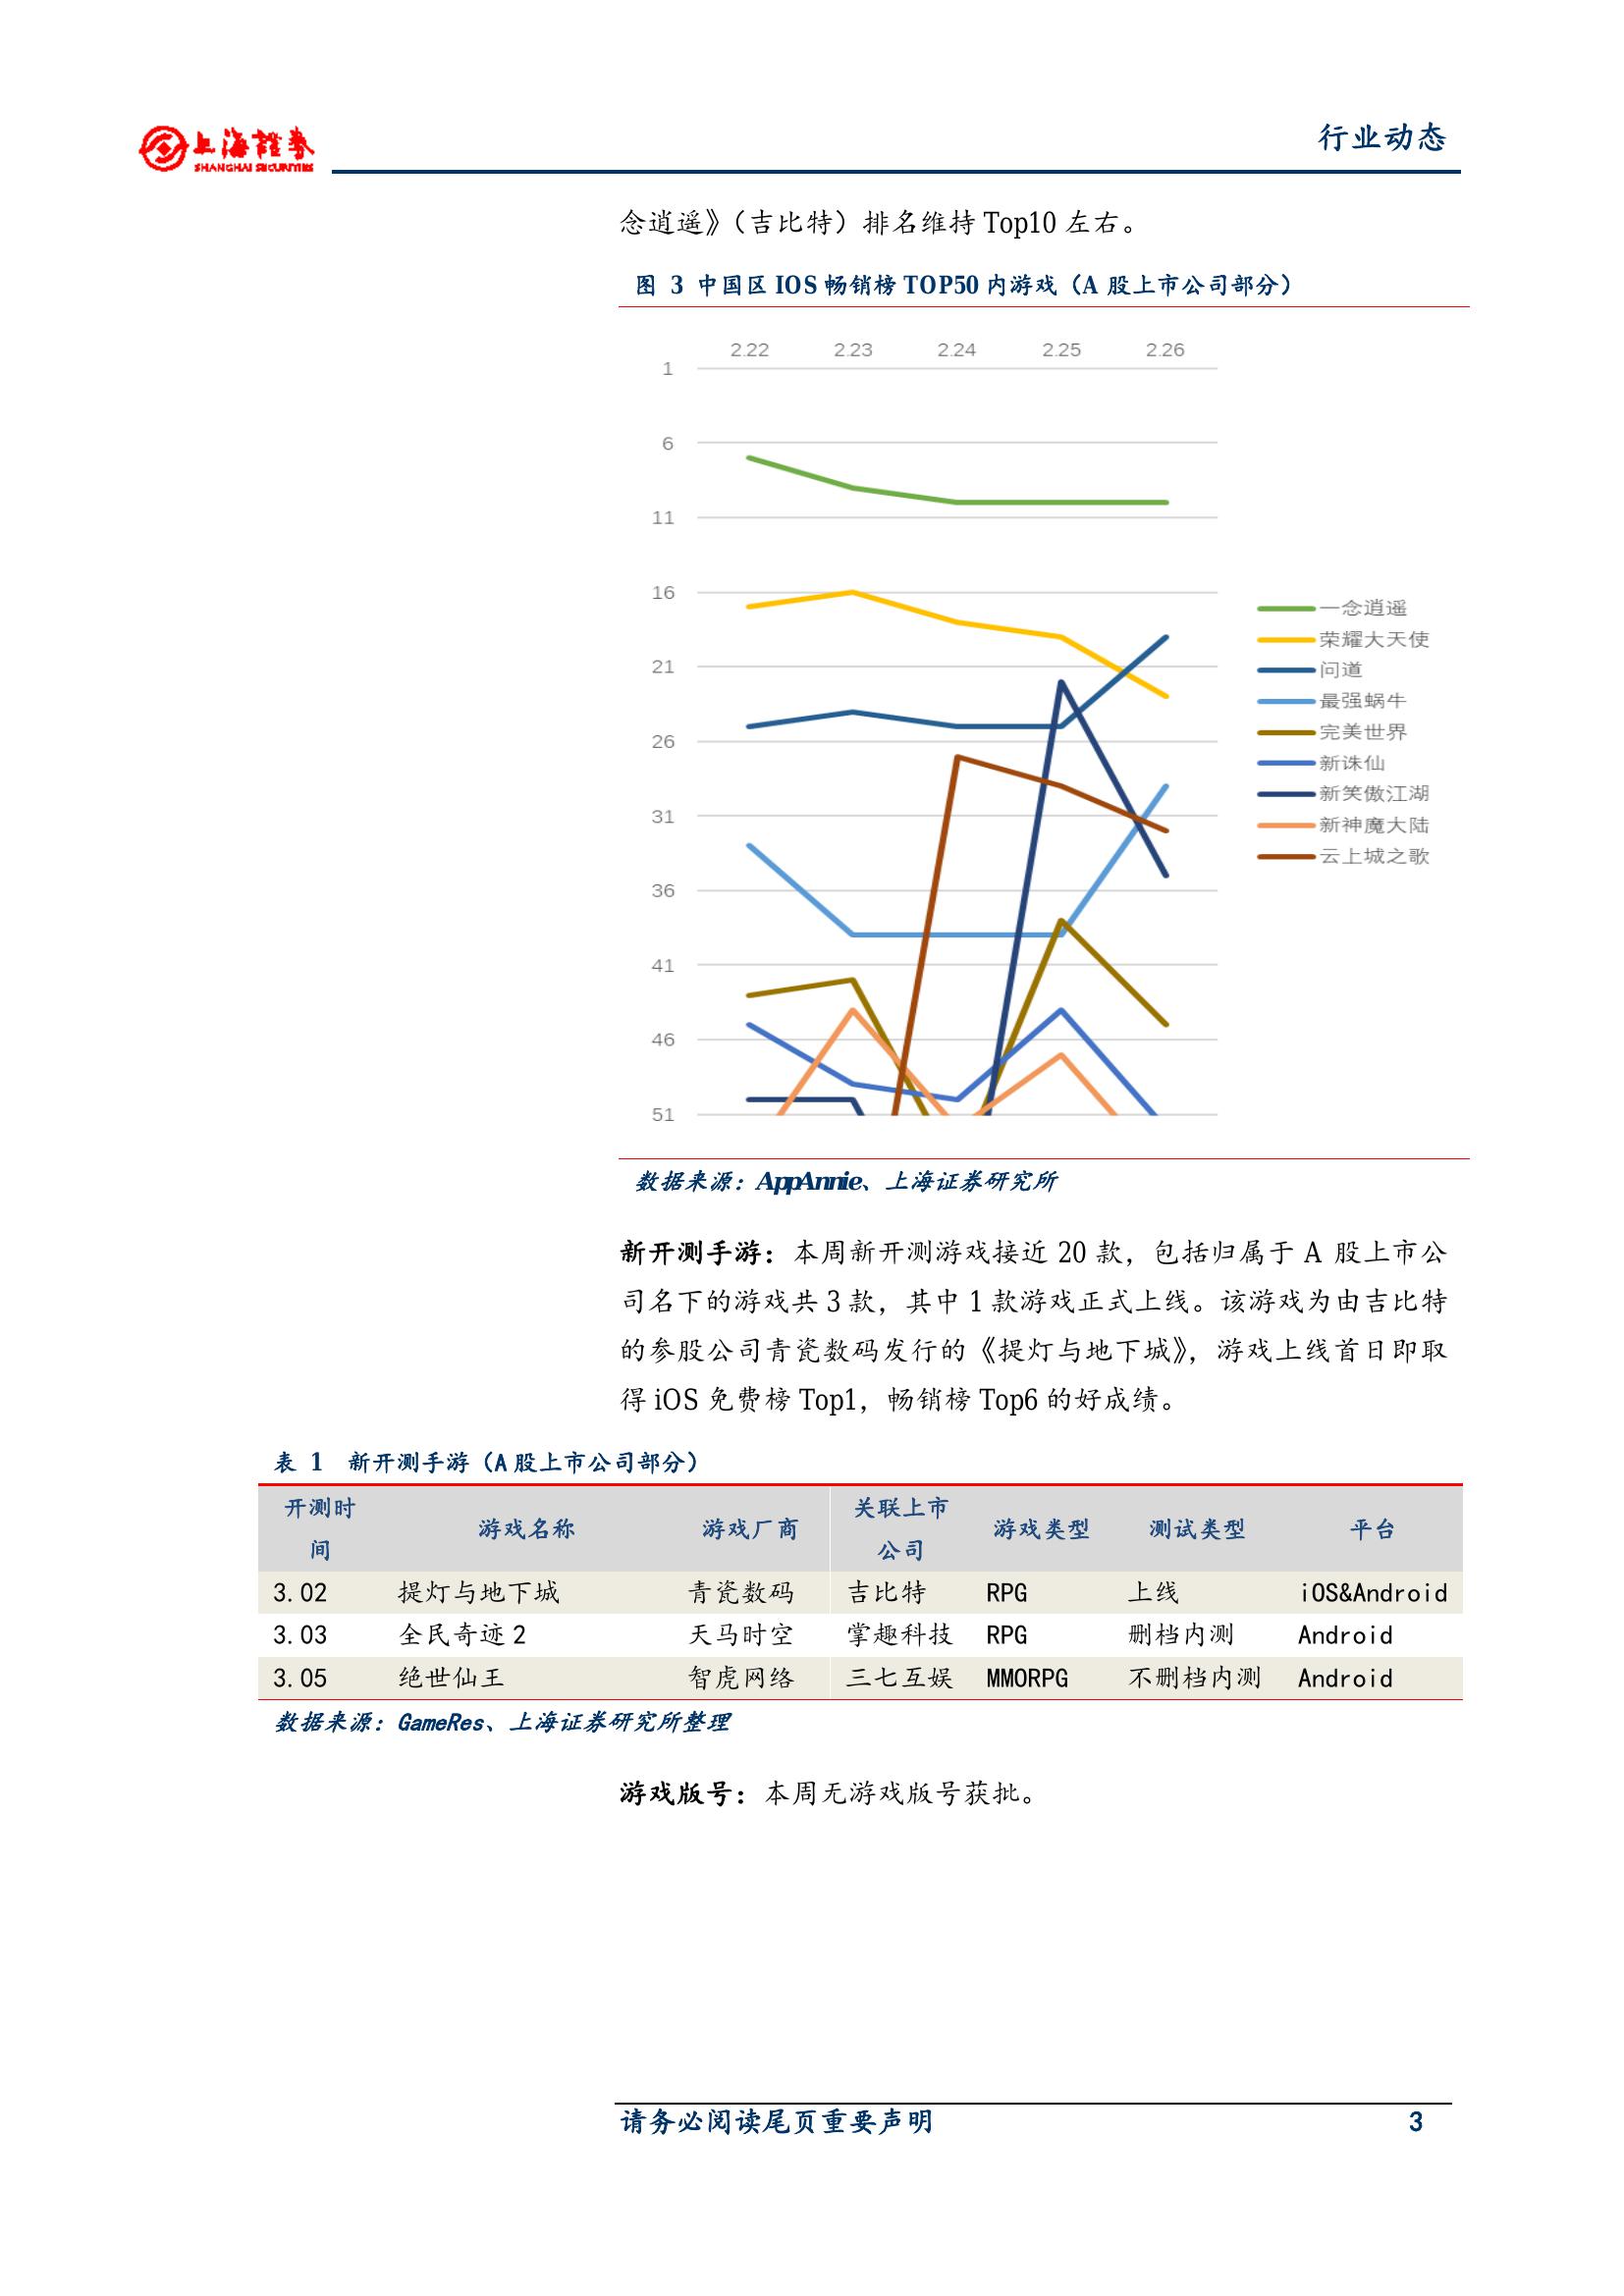 上海證券
SHANGHAI SECURITIES
行业动态
念逍遥》（吉比特）排名维持 Top10 左右。
图 3 中国区 IOS 畅销榜 TOP50 内游戏（A 股上市公司部分）
2.22 2.23 2.24 2.25 2.26
1
6
11
16
21
26
31
36
41
46
51
一念逍遥
荣耀大天使
问道
最强蜗牛
完美世界
新诛仙
新笑傲江湖
新神魔大陆
云上城之歌
数据来源：AppAnnie、上海证券研究所
新开测手游：本周新开测游戏接近 20 款，包括归属于 A 股上市公
司名下的游戏共 3 款，其中 1 款游戏正式上线。该游戏为由吉比特
的参股公司青瓷数码发行的《提灯与地下城》，游戏上线首日即取
得 iOS 免费榜 Top1，畅销榜 Top6 的好成绩。
表 1 新开测手游（A 股上市公司部分）
开测时间 游戏名称 游戏厂商 关联上市公司 游戏类型 测试类型 平台
3.02 提灯与地下城 青瓷数码 吉比特 RPG 上线 iOS&Android
3.03 全民奇迹 2 天马时空 掌趣科技 RPG 删档内测 Android
3.05 绝世仙王 智虎网络 三七互娱 MMORPG 不删档内测 Android
数据来源：GameRes、上海证券研究所整理
游戏版号：本周无游戏版号获批。
请务必阅读尾页重要声明 3